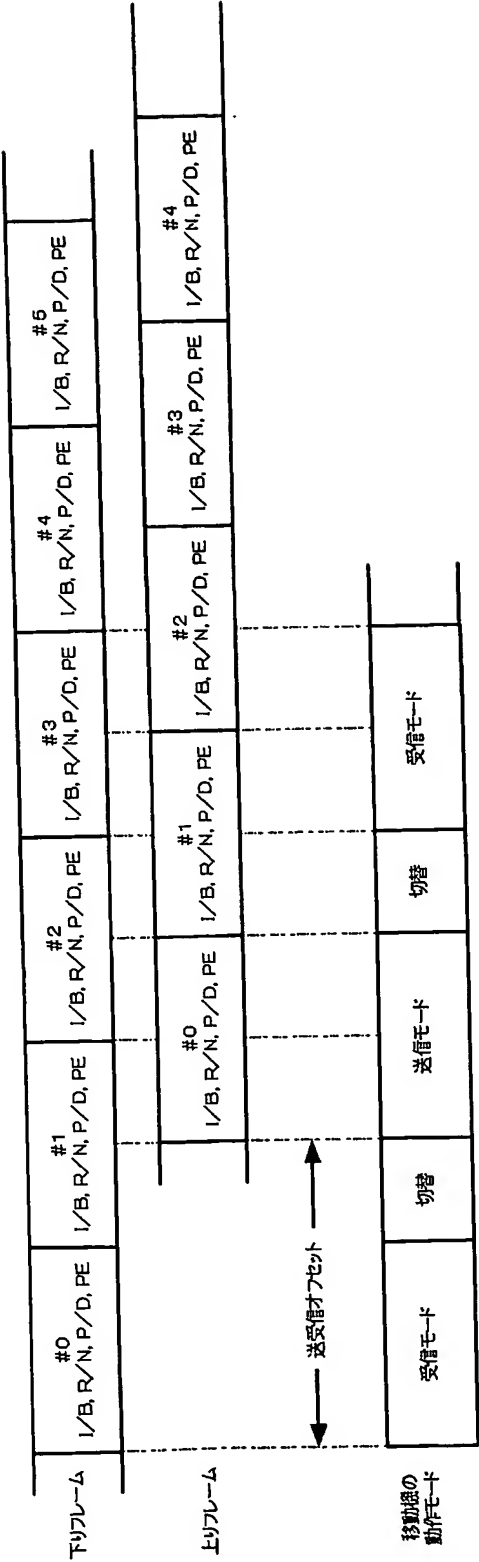 下りフレーム
#0
I/B, R/N, P/D, PE
#1
I/B, R/N, P/D, PE
#2
I/B, R/N, P/D, PE
#3
I/B, R/N, P/D, PE
#4
I/B, R/N, P/D, PE
#5
I/B, R/N, P/D, PE
上りフレーム
#0
I/B, R/N, P/D, PE
#1
I/B, R/N, P/D, PE
#2
I/B, R/N, P/D, PE
#3
I/B, R/N, P/D, PE
#4
I/B, R/N, P/D, PE
送受信オフセット
移動機の
動作モード
受信モード
切替
送信モード
切替
受信モード